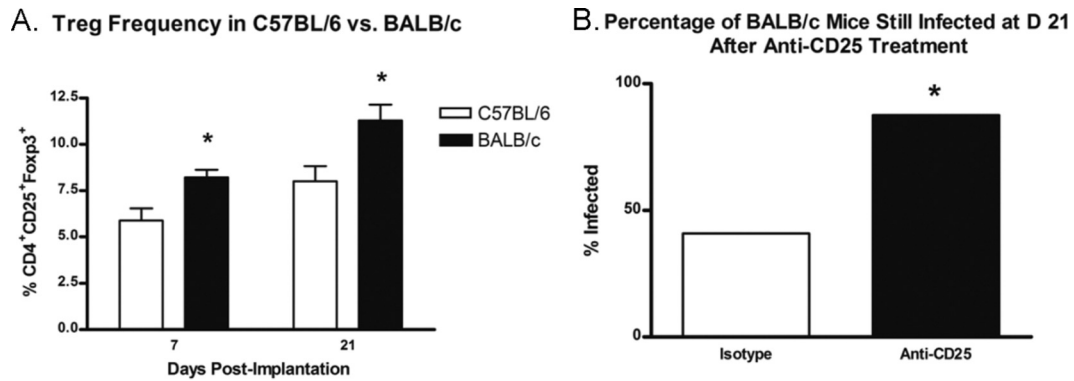 A. Treg Frequency in C57BL/6 vs. BALB/c
12.5
10.0
7.5
5.0
2.5
0.0
% CD4⁺CD25⁺Foxp3⁺
*
*
7
21
Days Post-Implantation
C57BL/6
BALB/c
B. Percentage of BALB/c Mice Still Infected at D 21
After Anti-CD25 Treatment
100
50
0
% Infected
*
Isotype
Anti-CD25